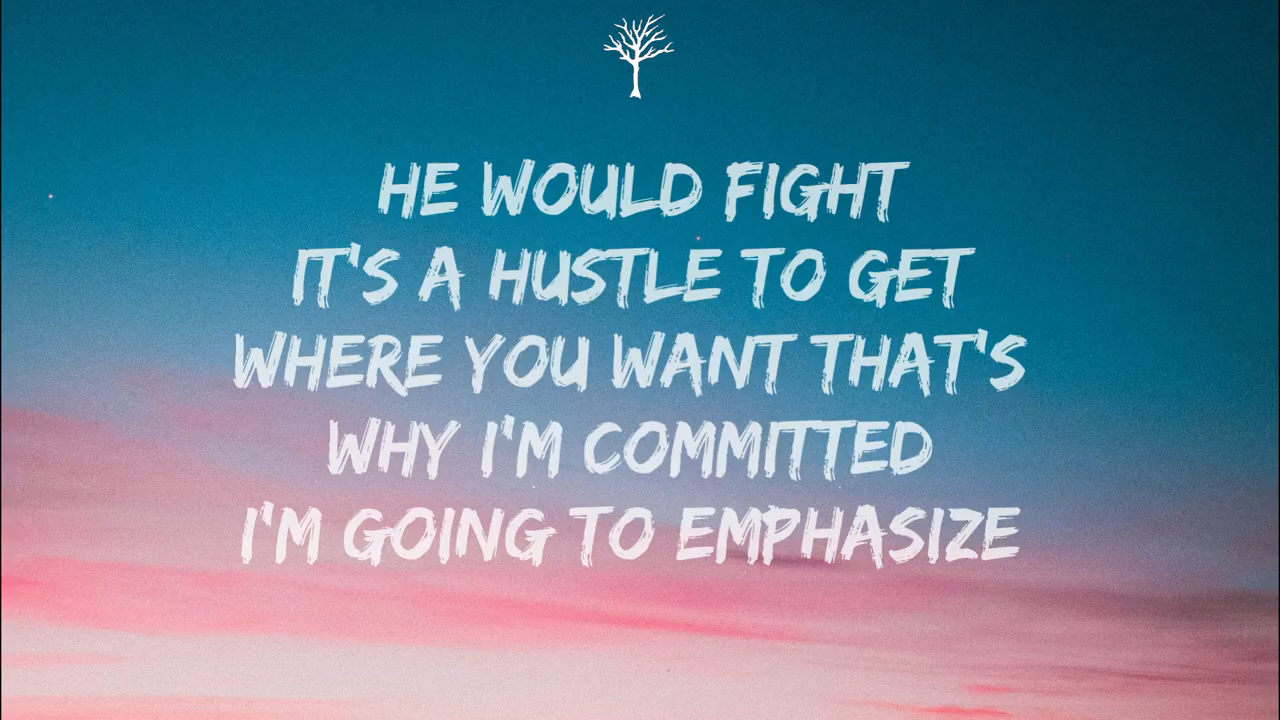 HE WOULD FIGHT
IT'S A HUSTLE TO GET
WHERE YOU WANT THAT'S
WHY I'M COMMITTED
I'M GOING TO EMPHASIZE